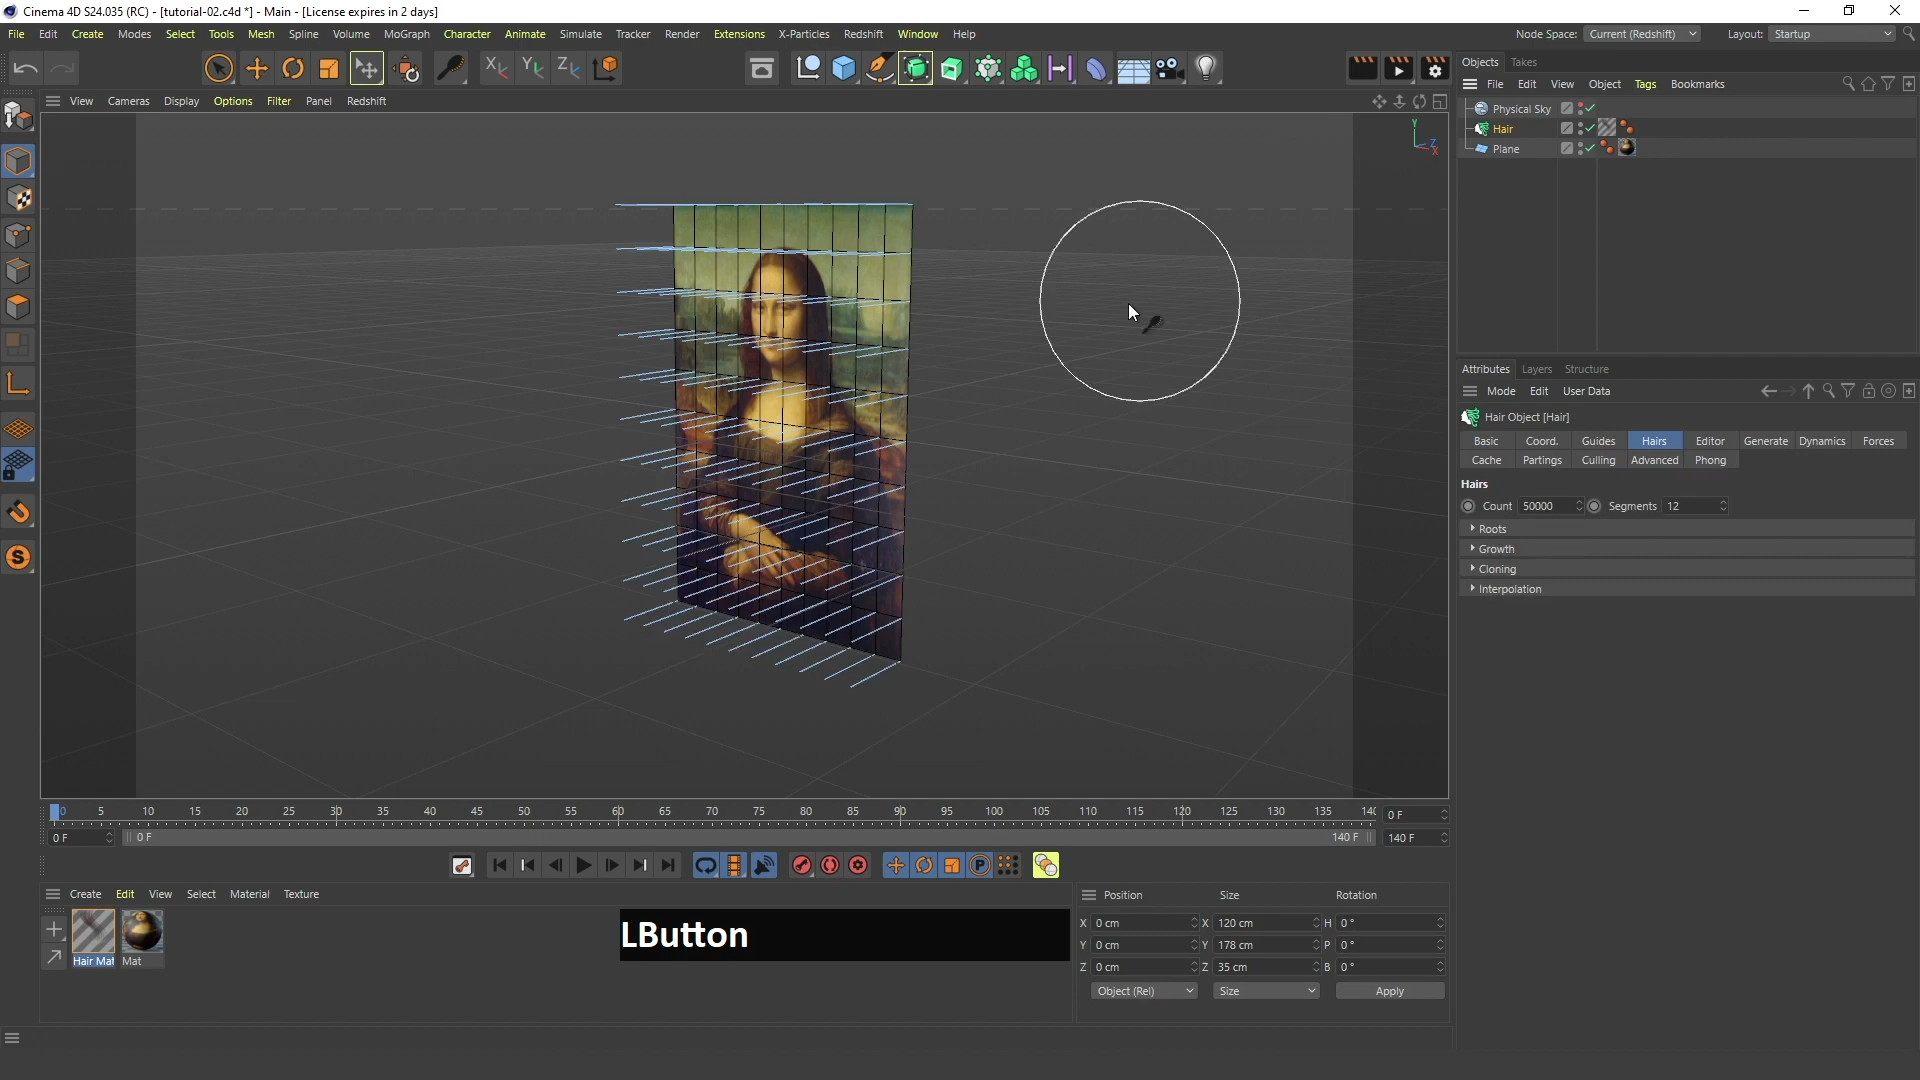 Cinema 4D S24.035 (RC) - [tutorial-02.c4d *] - Main - [License expires in 2 days]
File Edit Create Modes Select Tools Mesh Spline Volume MoGraph Character Animate Simulate Tracker Render Extensions X-Particles Redshift Window Help
Node Space: Current (Redshift) Layout: Startup
X Y Z
Objects Takes
File Edit View Object Tags Bookmarks
View Cameras Display Options Filter Panel Redshift
Physical Sky
Hair
Plane
Y
Z
X
Attributes Layers Structure
Mode Edit User Data
Hair Object [Hair]
Basic Coord. Guides Hairs Editor Generate Dynamics Forces
Cache Partings Culling Advanced Phong
Hairs
Count 50000 Segments 12
Roots
Growth
Cloning
Interpolation
0 5 10 15 20 25 30 35 40 45 50 55 60 65 70 75 80 85 90 95 100 105 110 115 120 125 130 135 140 0 F
0 F 0 F 140 F 140 F
P
Create Edit View Select Material Texture
Hair Mat Mat
LButton
Position Size Rotation
X 0 cm X 120 cm H 0 °
Y 0 cm Y 178 cm P 0 °
Z 0 cm Z 35 cm B 0 °
Object (Rel) Size Apply